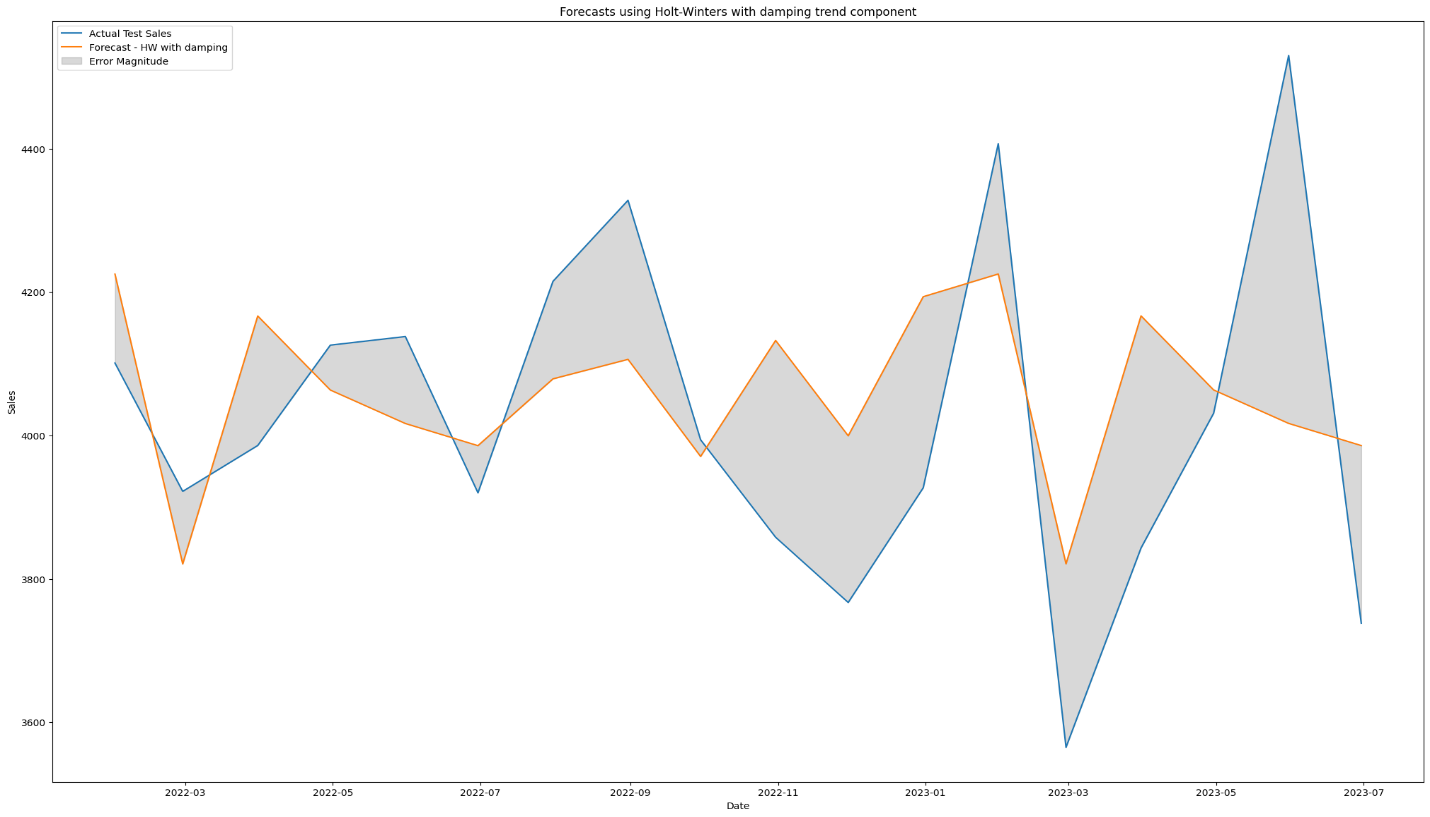 Forecasts using Holt-Winters with damping trend component
Actual Test Sales
Forecast - HW with damping
Error Magnitude
Sales
4400
4200
4000
3800
3600
2022-03 2022-05 2022-07 2022-09 2022-11 2023-01 2023-03 2023-05 2023-07
Date